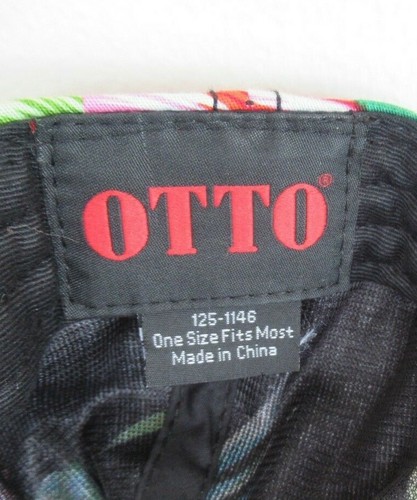 OTTO®
125-1146
One Size Fits Most
Made in China